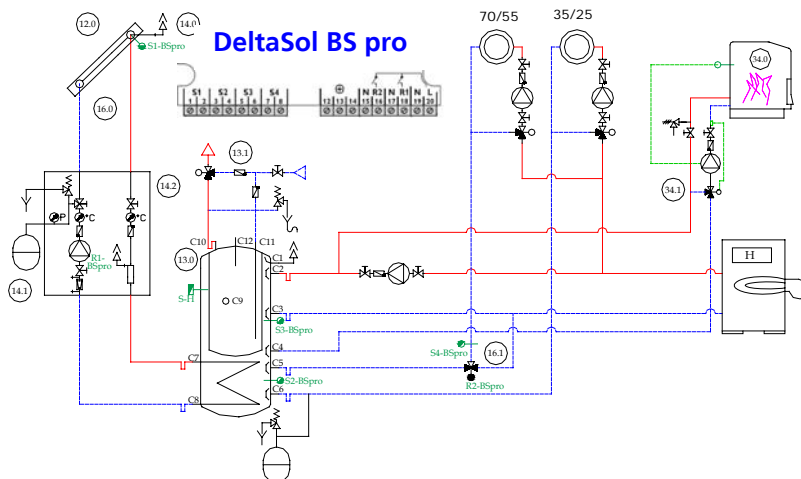 DeltaSol BS pro
70/55
35/25
12.0
14.0
S1-BSpro
34.0
S1 S2 S3 S4
N R2 N R1 N L
1 2 3 4 5 6 7 8
12 13 14 15 16 17 18 19 20
16.0
13.1
14.2
34.1
P
°C
°C
R1-
BSpro
14.1
C10
C12
C11
13.0
C1
C2
H
S-H
C9
C3
S3-BSpro
C4
S4-BSpro
16.1
C7
C5
S2-BSpro
R2-BSpro
C8
C6